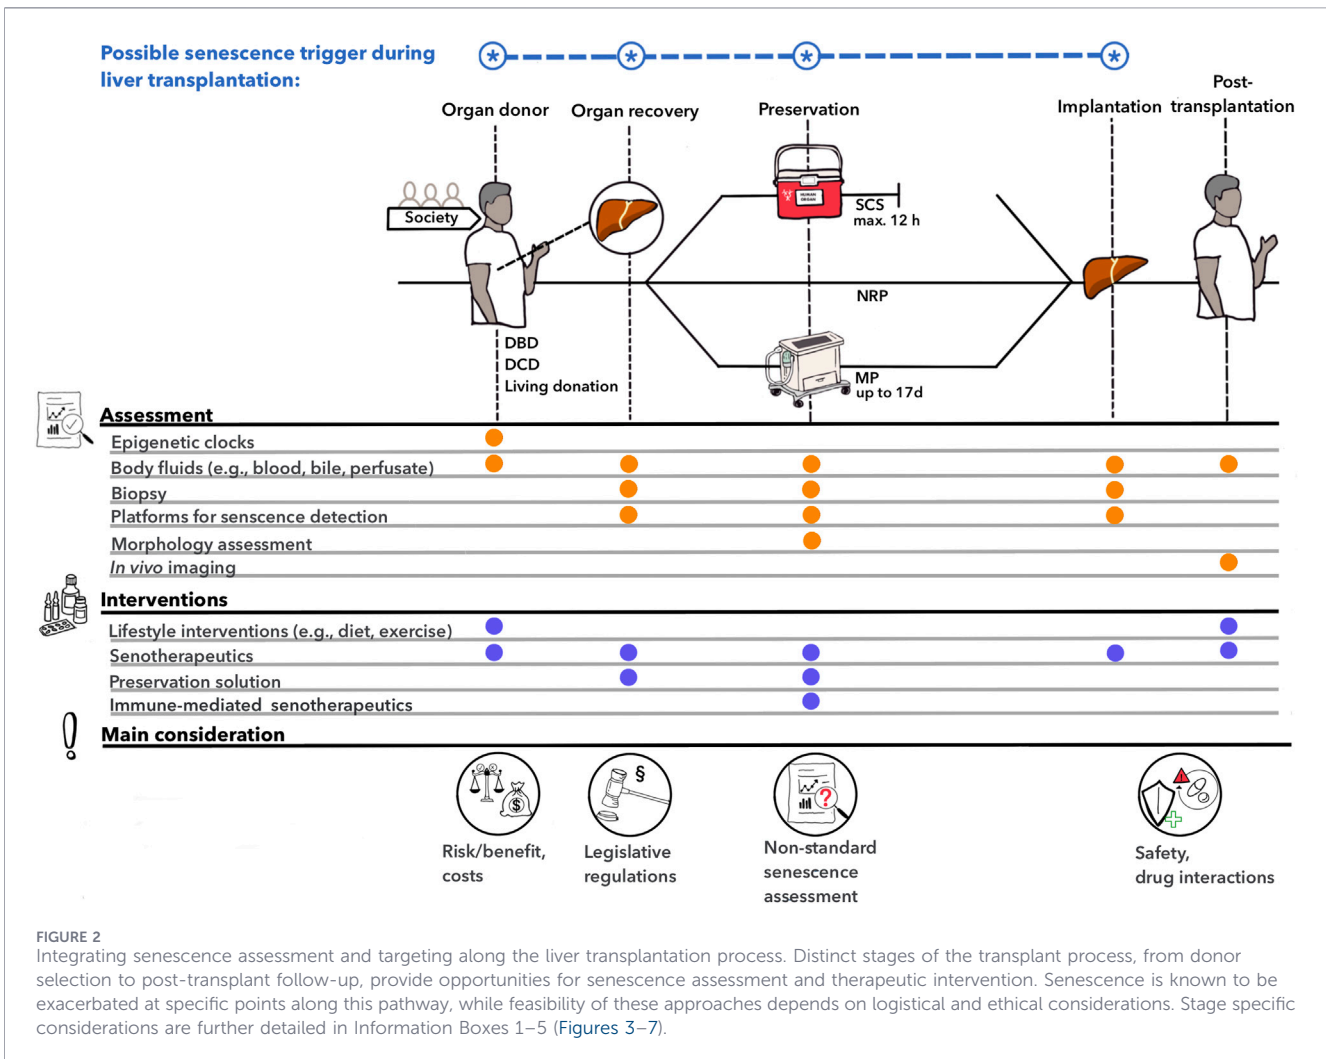 Possible senescence trigger during
liver transplantation:
* * * *
Organ donor
Organ recovery
Preservation
Implantation
Post-
transplantation
Society
HUMAN
ORGAN
SCS
max. 12 h
NRP
DBD
DCD
Living donation
MP
up to 17d
Assessment
Epigenetic clocks
Body fluids (e.g., blood, bile, perfusate)
Biopsy
Platforms for senscence detection
Morphology assessment
In vivo imaging
Interventions
Lifestyle interventions (e.g., diet, exercise)
Senotherapeutics
Preservation solution
Immune-mediated senotherapeutics
! Main consideration
$
§
?
Risk/benefit,
costs
Legislative
regulations
Non-standard
senescence
assessment
Safety,
drug interactions
FIGURE 2
Integrating senescence assessment and targeting along the liver transplantation process. Distinct stages of the transplant process, from donor
selection to post-transplant follow-up, provide opportunities for senescence assessment and therapeutic intervention. Senescence is known to be
exacerbated at specific points along this pathway, while feasibility of these approaches depends on logistical and ethical considerations. Stage specific
considerations are further detailed in Information Boxes 1–5 (Figures 3–7).